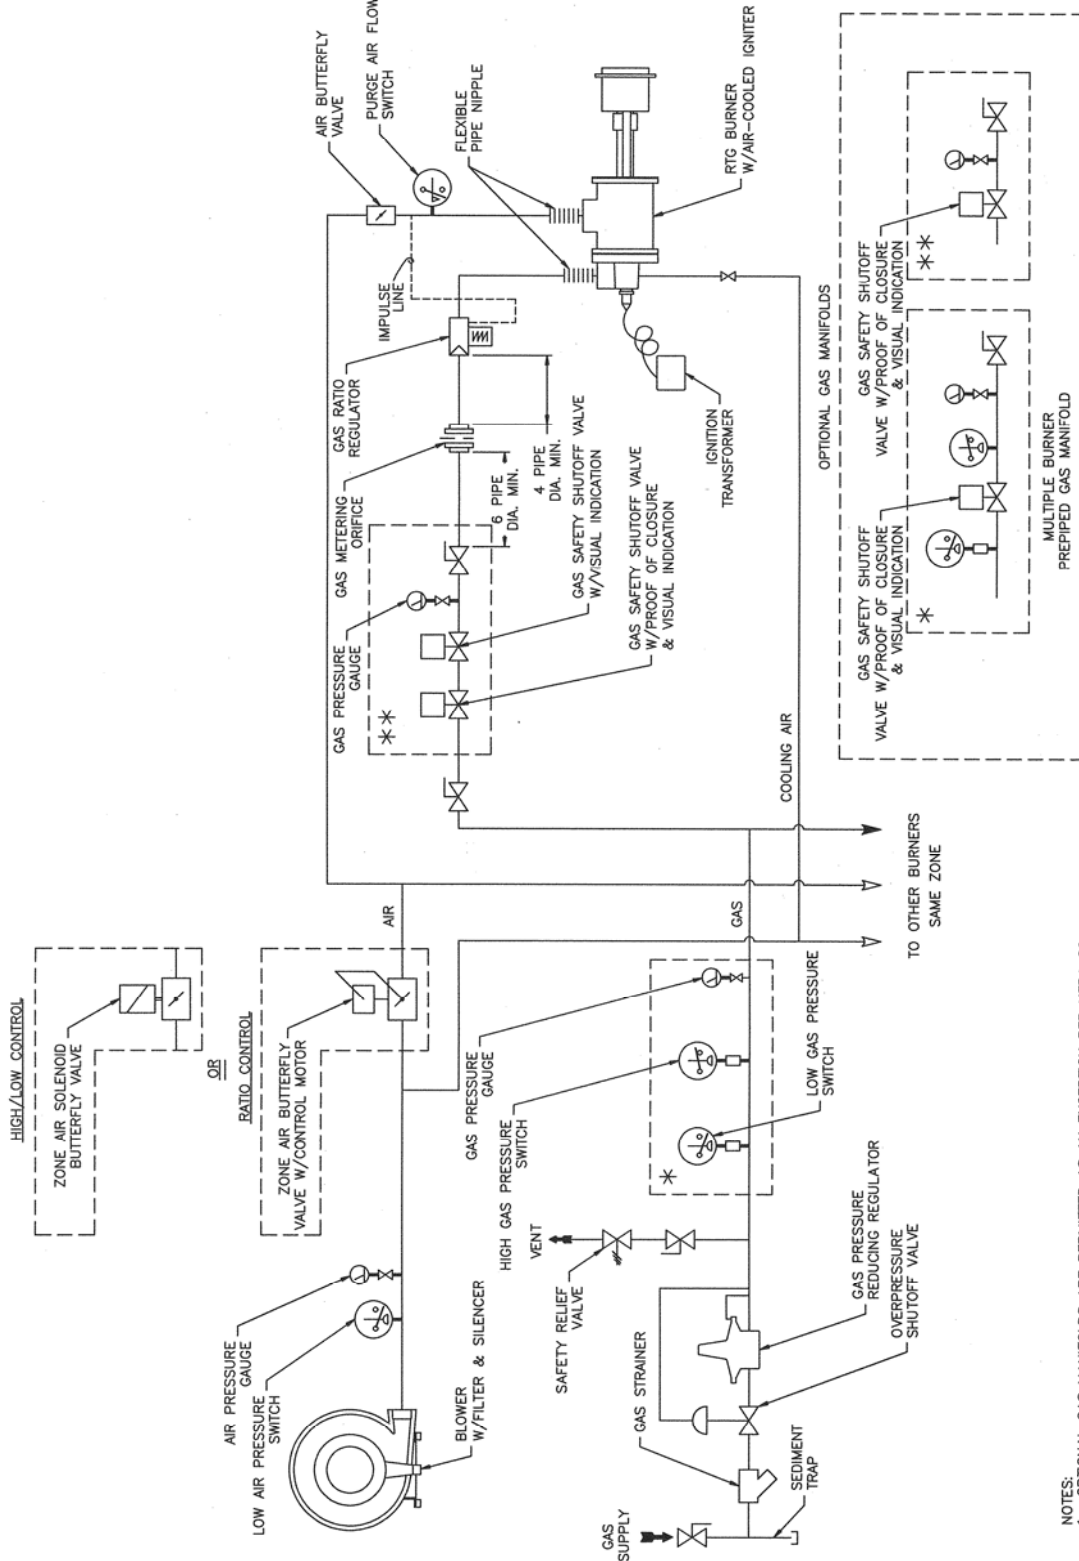 HIGH/LOW CONTROL
ZONE AIR SOLENOID
BUTTERFLY VALVE
OR
RATIO CONTROL
ZONE AIR BUTTERFLY
VALVE W/CONTROL MOTOR
AIR PRESSURE
GAUGE
LOW AIR PRESSURE
SWITCH
BLOWER
W/FILTER & SILENCER
AIR
AIR BUTTERFLY
VALVE
PURGE AIR FLOW
SWITCH
FLEXIBLE
PIPE NIPPLE
IMPULSE
LINE
GAS RATIO
REGULATOR
GAS METERING
ORIFICE
GAS PRESSURE
GAUGE
6 PIPE
DIA. MIN.
4 PIPE
DIA. MIN.
**
GAS SAFETY SHUTOFF VALVE
W/VISUAL INDICATION
GAS SAFETY SHUTOFF VALVE
W/PROOF OF CLOSURE
& VISUAL INDICATION
IGNITION
TRANSFORMER
RTG BURNER
W/AIR-COOLED IGNITER
COOLING AIR
GAS
TO OTHER BURNERS
SAME ZONE
GAS PRESSURE
GAUGE
HIGH GAS PRESSURE
SWITCH
LOW GAS PRESSURE
SWITCH
*
VENT
SAFETY RELIEF
VALVE
GAS STRAINER
GAS PRESSURE
REDUCING REGULATOR
OVERPRESSURE
SHUTOFF VALVE
SEDIMENT
TRAP
GAS
SUPPLY
OPTIONAL GAS MANIFOLDS
GAS SAFETY SHUTOFF
VALVE W/PROOF OF CLOSURE
& VISUAL INDICATION
*
GAS SAFETY SHUTOFF
VALVE W/PROOF OF CLOSURE
& VISUAL INDICATION
**
MULTIPLE BURNER
PREPIPED GAS MANIFOLD
NOTES: